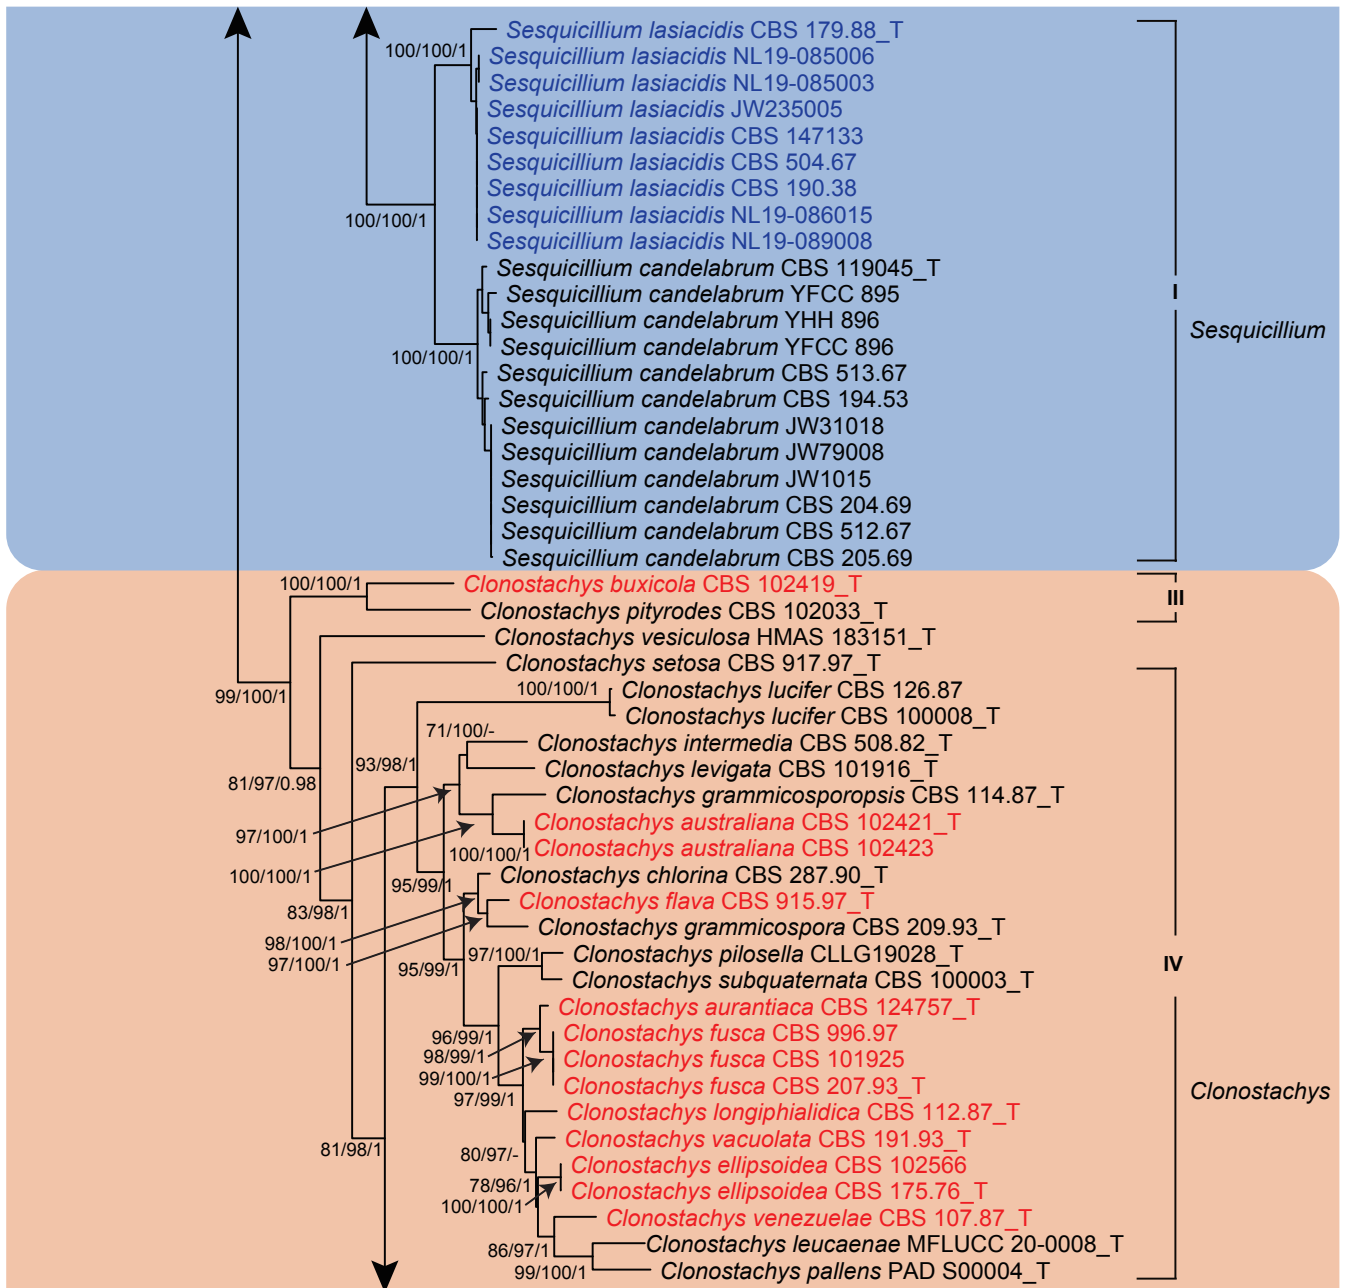 Sesquicillium lasiacidis CBS 179.88_T
100/100/1
Sesquicillium lasiacidis NL19-085006
Sesquicillium lasiacidis NL19-085003
Sesquicillium lasiacidis JW235005
Sesquicillium lasiacidis CBS 147133
Sesquicillium lasiacidis CBS 504.67
Sesquicillium lasiacidis CBS 190.38
Sesquicillium lasiacidis NL19-086015
100/100/1
Sesquicillium lasiacidis NL19-089008
Sesquicillium candelabrum CBS 119045_T
Sesquicillium candelabrum YFCC 895
I
Sesquicillium candelabrum YHH 896
Sesquicillium
Sesquicillium candelabrum YFCC 896
100/100/1
Sesquicillium candelabrum CBS 513.67
Sesquicillium candelabrum CBS 194.53
Sesquicillium candelabrum JW31018
Sesquicillium candelabrum JW79008
Sesquicillium candelabrum JW1015
Sesquicillium candelabrum CBS 204.69
Sesquicillium candelabrum CBS 512.67
Sesquicillium candelabrum CBS 205.69
100/100/1
Clonostachys buxicola CBS 102419_T
III
Clonostachys pityrodes CBS 102033_T
Clonostachys vesiculosa HMAS 183151_T
Clonostachys setosa CBS 917.97_T
99/100/1
100/100/1
Clonostachys lucifer CBS 126.87
Clonostachys lucifer CBS 100008_T
71/100/-
Clonostachys intermedia CBS 508.82_T
93/98/1
Clonostachys levigata CBS 101916_T
81/97/0.98
Clonostachys grammicosporopsis CBS 114.87_T
97/100/1
Clonostachys australiana CBS 102421_T
100/100/1
Clonostachys australiana CBS 102423
100/100/1
Clonostachys chlorina CBS 287.90_T
95/99/1
Clonostachys flava CBS 915.97_T
83/98/1
Clonostachys grammicospora CBS 209.93_T
98/100/1
97/100/1
Clonostachys pilosella CLLG19028_T
97/100/1
95/99/1
IV
Clonostachys subquaternata CBS 100003_T
Clonostachys aurantiaca CBS 124757_T
96/99/1
Clonostachys fusca CBS 996.97
98/99/1
Clonostachys fusca CBS 101925
99/100/1
Clonostachys fusca CBS 207.93_T
Clonostachys
97/99/1
Clonostachys longiphialidica CBS 112.87_T
Clonostachys vacuolata CBS 191.93_T
81/98/1
80/97/-
Clonostachys ellipsoidea CBS 102566
78/96/1
Clonostachys ellipsoidea CBS 175.76_T
100/100/1
Clonostachys venezuelae CBS 107.87_T
Clonostachys leucaenae MFLUCC 20-0008_T
86/97/1
Clonostachys pallens PAD S00004_T
99/100/1